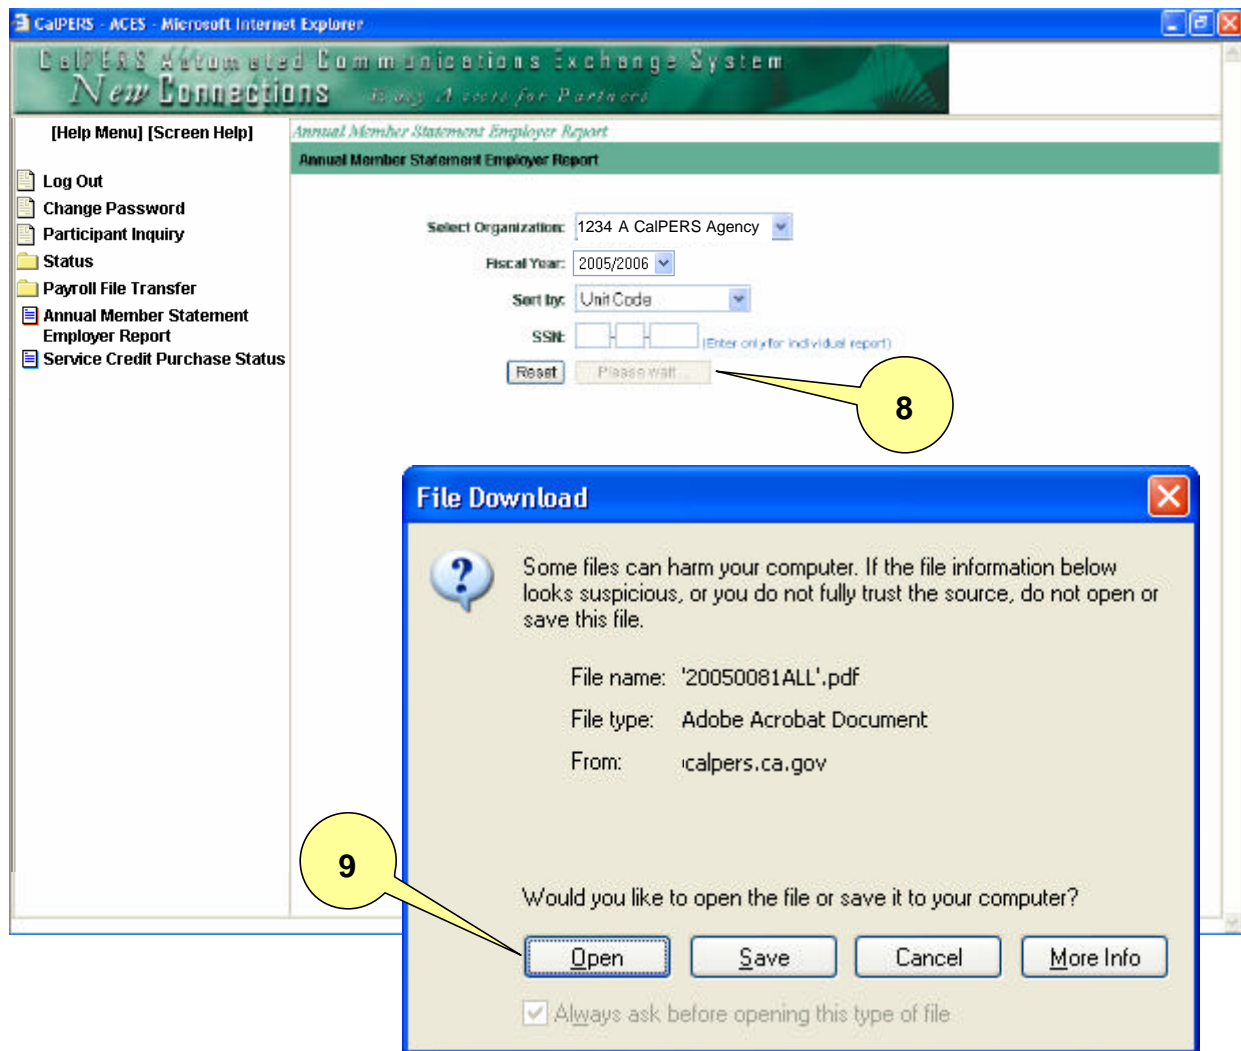 CalPERS - ACES - Microsoft Internet Explorer
CalPERS Automated Communications Exchange System
New Connections Easy Access for Partners
[Help Menu] [Screen Help]
Annual Member Statement Employer Report
Annual Member Statement Employer Report
Log Out
Change Password
Participant Inquiry
Status
Payroll File Transfer
Annual Member Statement
Employer Report
Service Credit Purchase Status
Select Organization: 1234 A CalPERS Agency
Fiscal Year: 2005/2006
Sort by: Unit Code
SSN: - - (Enter only for individual report)
Reset Please wait...
8
File Download
Some files can harm your computer. If the file information below
looks suspicious, or you do not fully trust the source, do not open or
save this file.
File name: '20050081ALL'.pdf
File type: Adobe Acrobat Document
From: calpers.ca.gov
9
Would you like to open the file or save it to your computer?
Open Save Cancel More Info
Always ask before opening this type of file